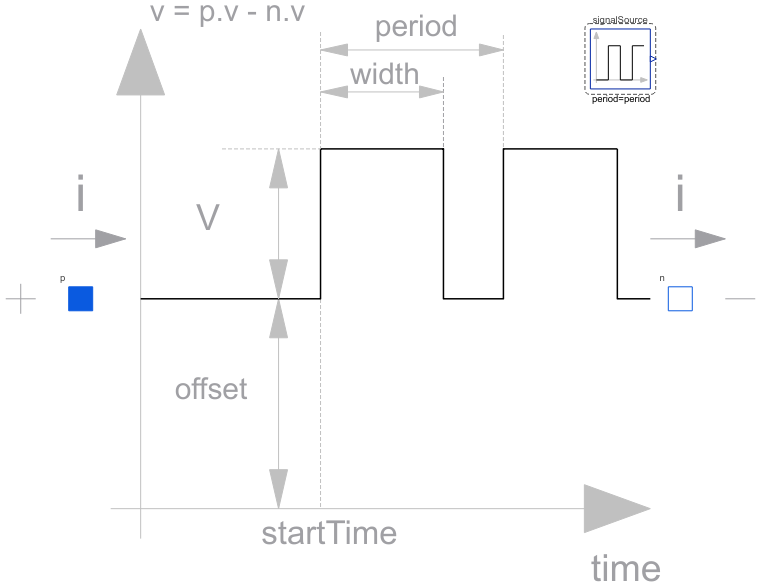 v = p.v - n.v
signalSource
period
width
period=period
i
V
i
p
n
offset
startTime
time